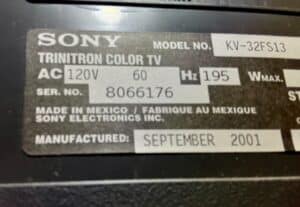 SONY MODEL NO. KV-32FS13
TRINITRON COLOR TV
AC 120V 60 Hz 195 WMAX.
SER. NO. 8066176
MADE IN MEXICO / FABRIQUE AU MEXIQUE
SONY ELECTRONICS INC.
MANUFACTURED: SEPTEMBER 2001